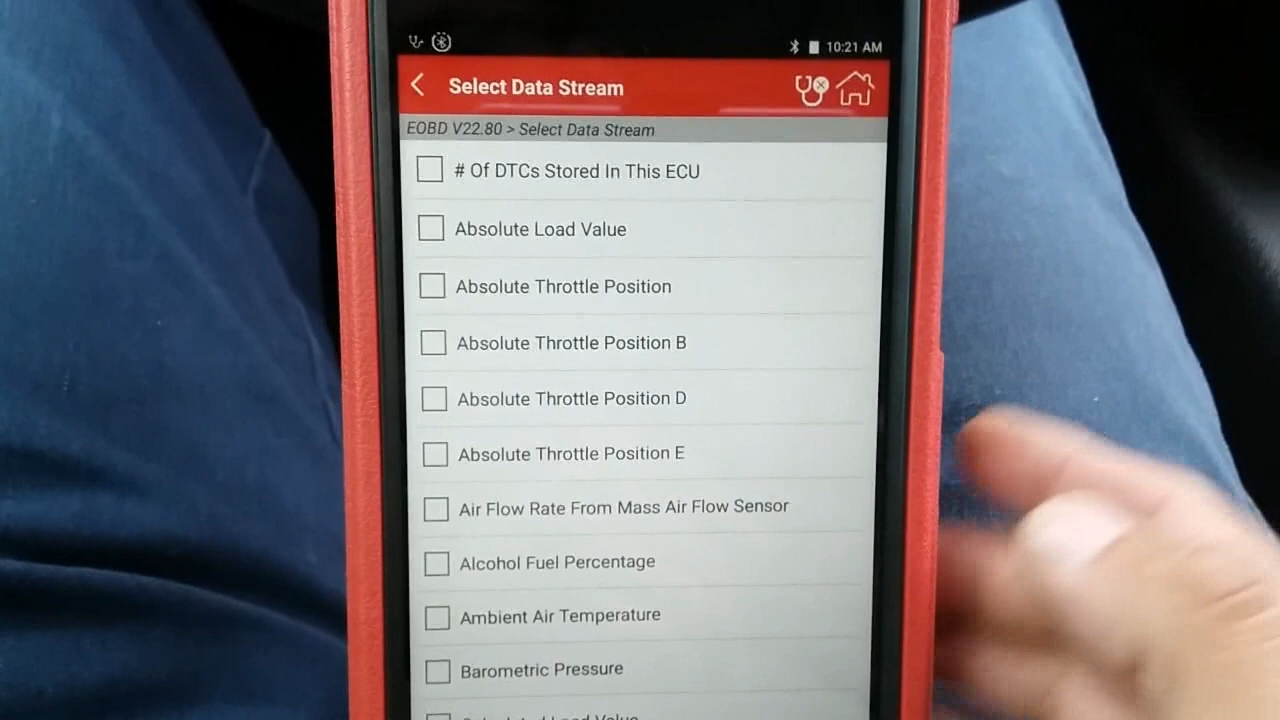 10:21 AM
Select Data Stream
EOBD V22.80 > Select Data Stream
# Of DTCs Stored In This ECU
Absolute Load Value
Absolute Throttle Position
Absolute Throttle Position B
Absolute Throttle Position D
Absolute Throttle Position E
Air Flow Rate From Mass Air Flow Sensor
Alcohol Fuel Percentage
Ambient Air Temperature
Barometric Pressure